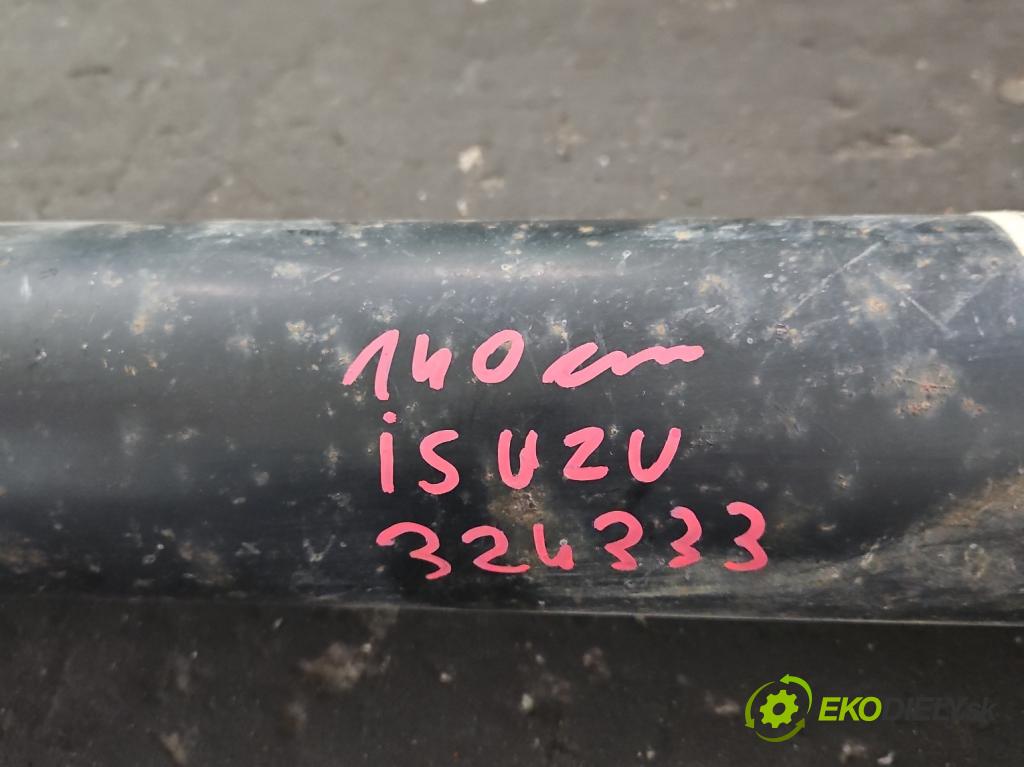 140 cm
iSUZU
324333
EKODIELY.sk